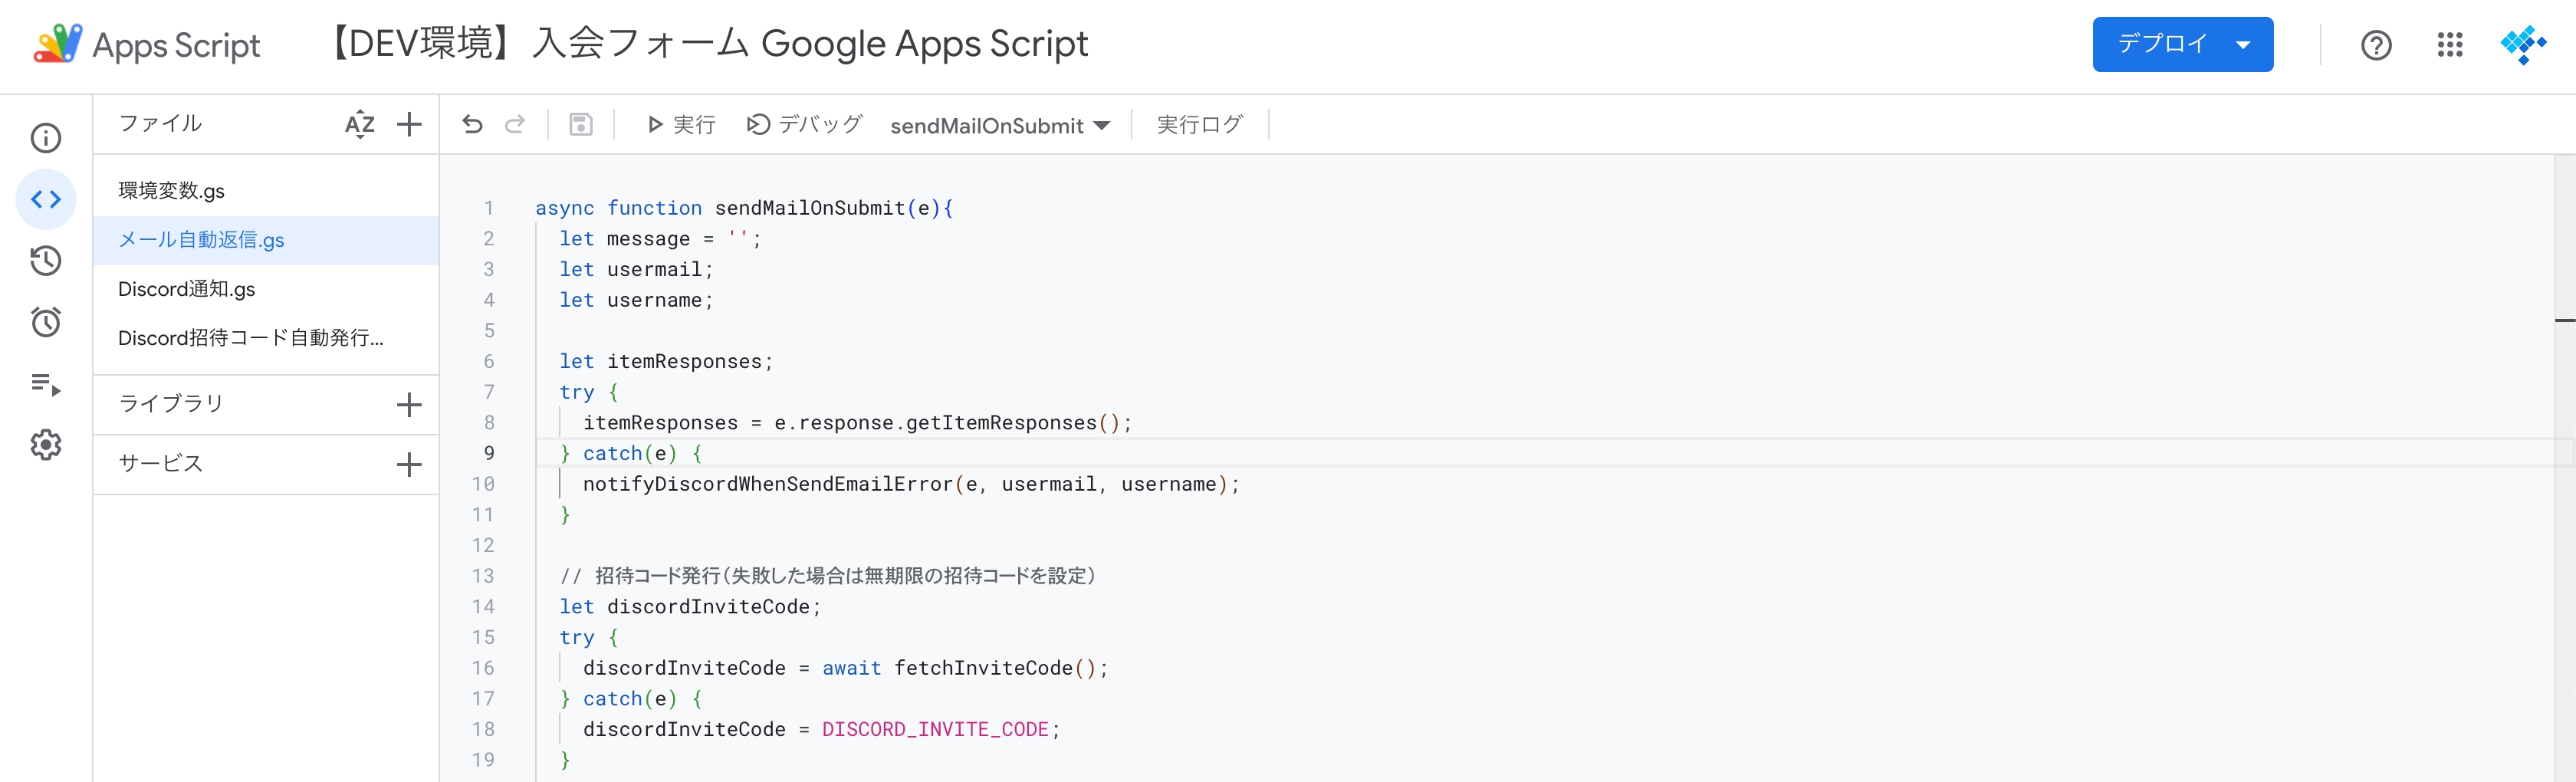 Apps Script 【DEV環境】入会フォーム Google Apps Script デプロイ
ファイル AZ 実行 デバッグ sendMailOnSubmit 実行ログ
環境変数.gs
メール自動返信.gs
Discord通知.gs
Discord招待コード自動発行...
ライブラリ
サービス
1 async function sendMailOnSubmit(e){
2 let message = '';
3 let usermail;
4 let username;
5
6 let itemResponses;
7 try {
8 itemResponses = e.response.getItemResponses();
9 } catch(e) {
10 notifyDiscordWhenSendEmailError(e, usermail, username);
11 }
12
13 // 招待コード発行(失敗した場合は無期限の招待コードを設定)
14 let discordInviteCode;
15 try {
16 discordInviteCode = await fetchInviteCode();
17 } catch(e) {
18 discordInviteCode = DISCORD_INVITE_CODE;
19 }